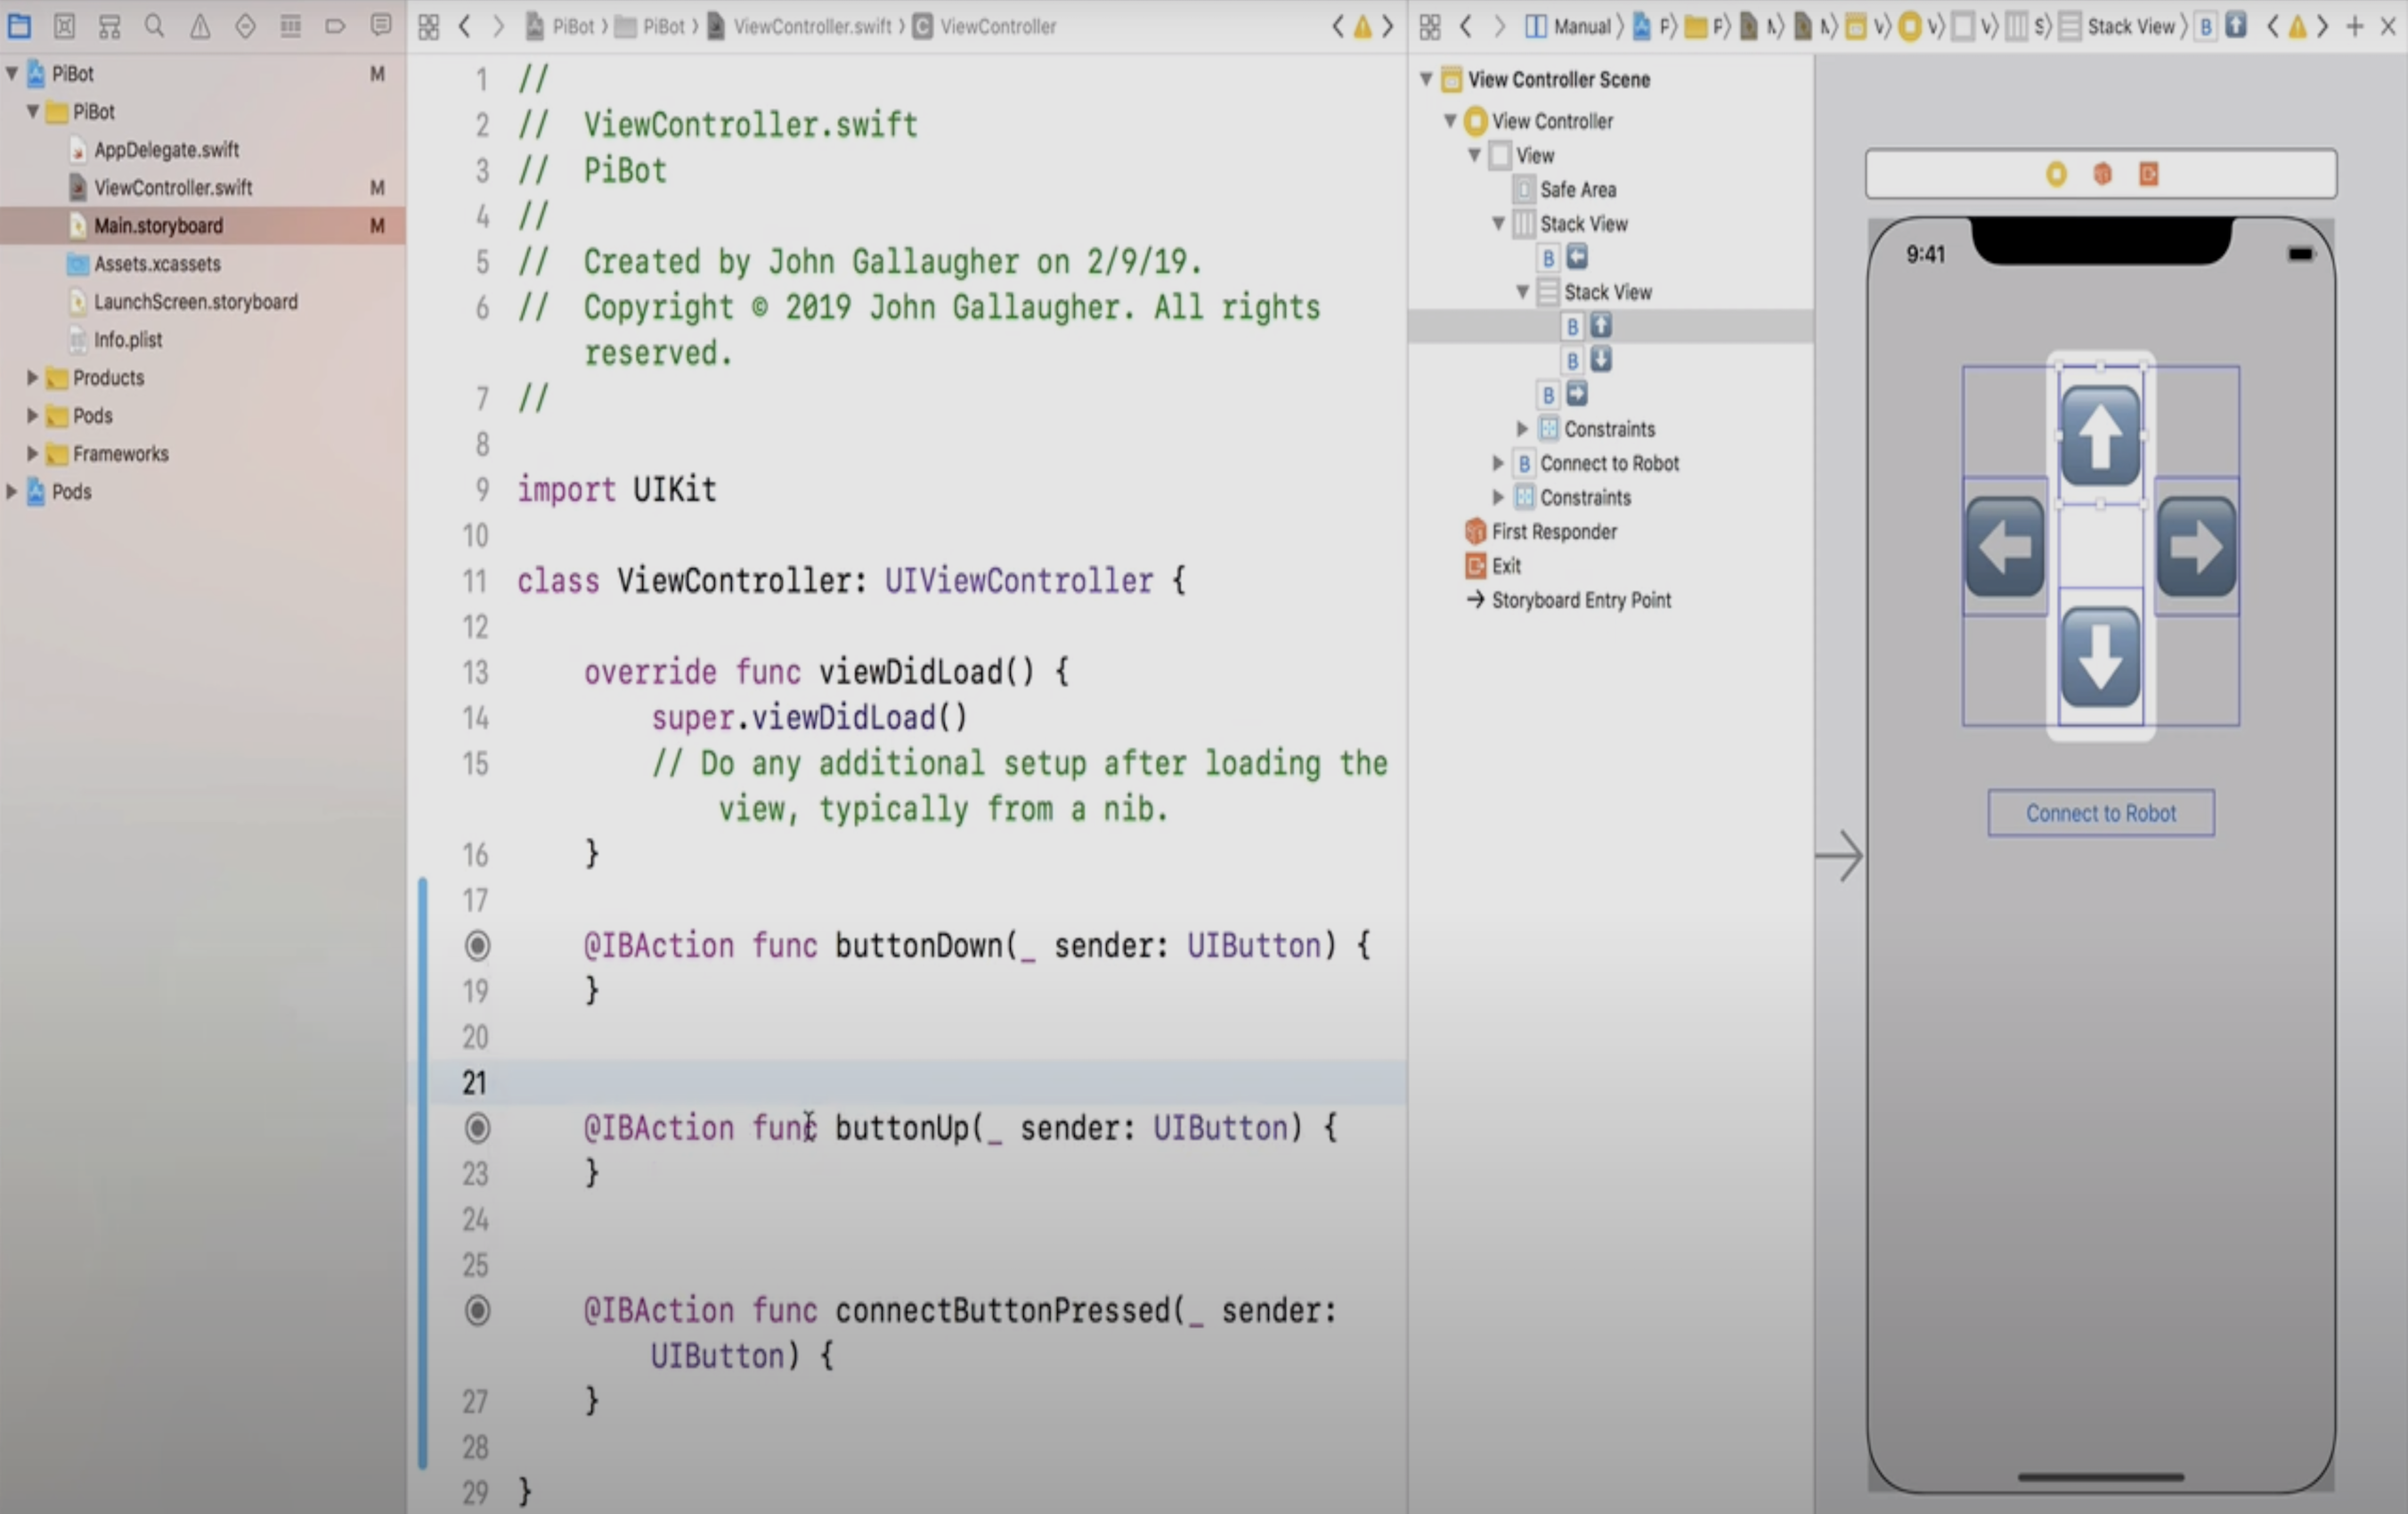 PiBot > PiBot > ViewController.swift > C ViewController
Manual > P > P > M > M > V > V > V > S > Stack View > B
PiBot M
PiBot
AppDelegate.swift
ViewController.swift M
Main.storyboard M
Assets.xcassets
LaunchScreen.storyboard
Info.plist
Products
Pods
Frameworks
Pods
1 //
2 //  ViewController.swift
3 //  PiBot
4 //
5 //  Created by John Gallaugher on 2/9/19.
6 //  Copyright © 2019 John Gallaugher. All rights
reserved.
7 //
8
9 import UIKit
10
11 class ViewController: UIViewController {
12
13 override func viewDidLoad() {
14 super.viewDidLoad()
15 // Do any additional setup after loading the
view, typically from a nib.
16 }
17
@IBAction func buttonDown(_ sender: UIButton) {
19 }
20
21
@IBAction func buttonUp(_ sender: UIButton) {
23 }
24
25
@IBAction func connectButtonPressed(_ sender:
UIButton) {
27 }
28
29 }
View Controller Scene
View Controller
View
Safe Area
Stack View
B
Stack View
B
B
B
Constraints
B Connect to Robot
Constraints
First Responder
Exit
Storyboard Entry Point
9:41
Connect to Robot